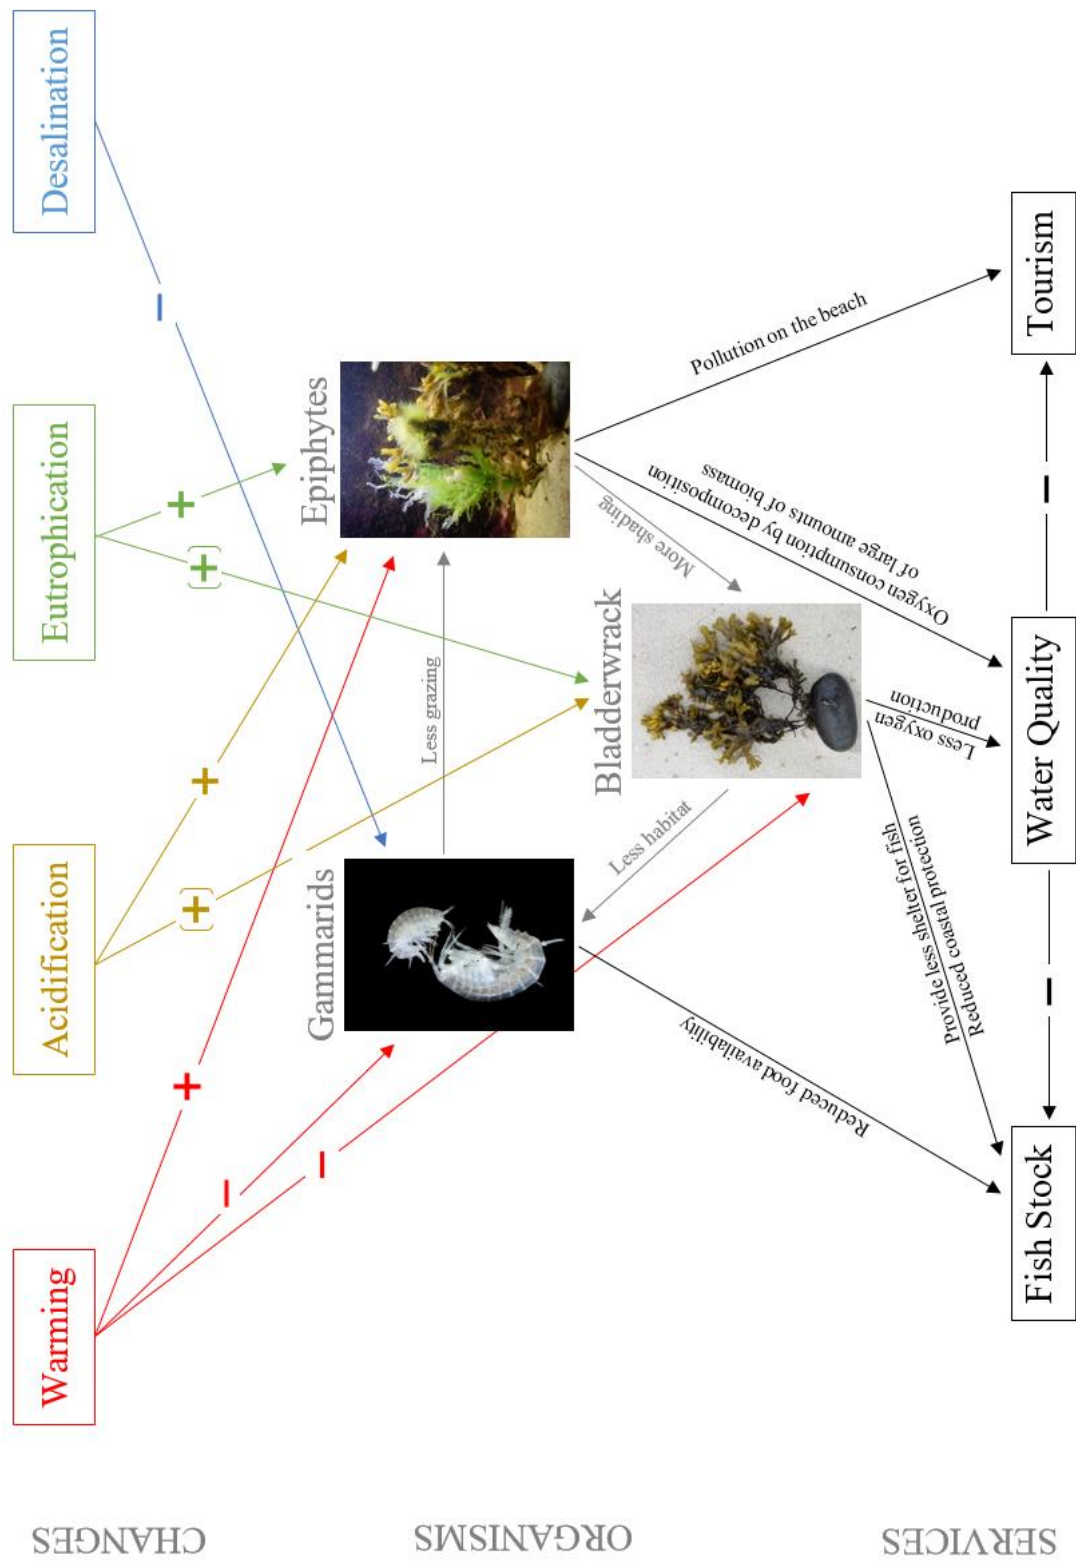 CHANGES
Warming
Acidification
Eutrophication
Desalination
+
−
−
+
(+)
(+)
+
−
ORGANISMS
Gammarids
Epiphytes
Less grazing
Bladderwrack
Less habitat
More shading
Reduced food availability
Provide less shelter for fish
Reduced coastal protection
Less oxygen
production
Oxygen consumption by decomposition
of large amounts of biomass
Pollution on the beach
SERVICES
Fish Stock
−
Water Quality
−
Tourism